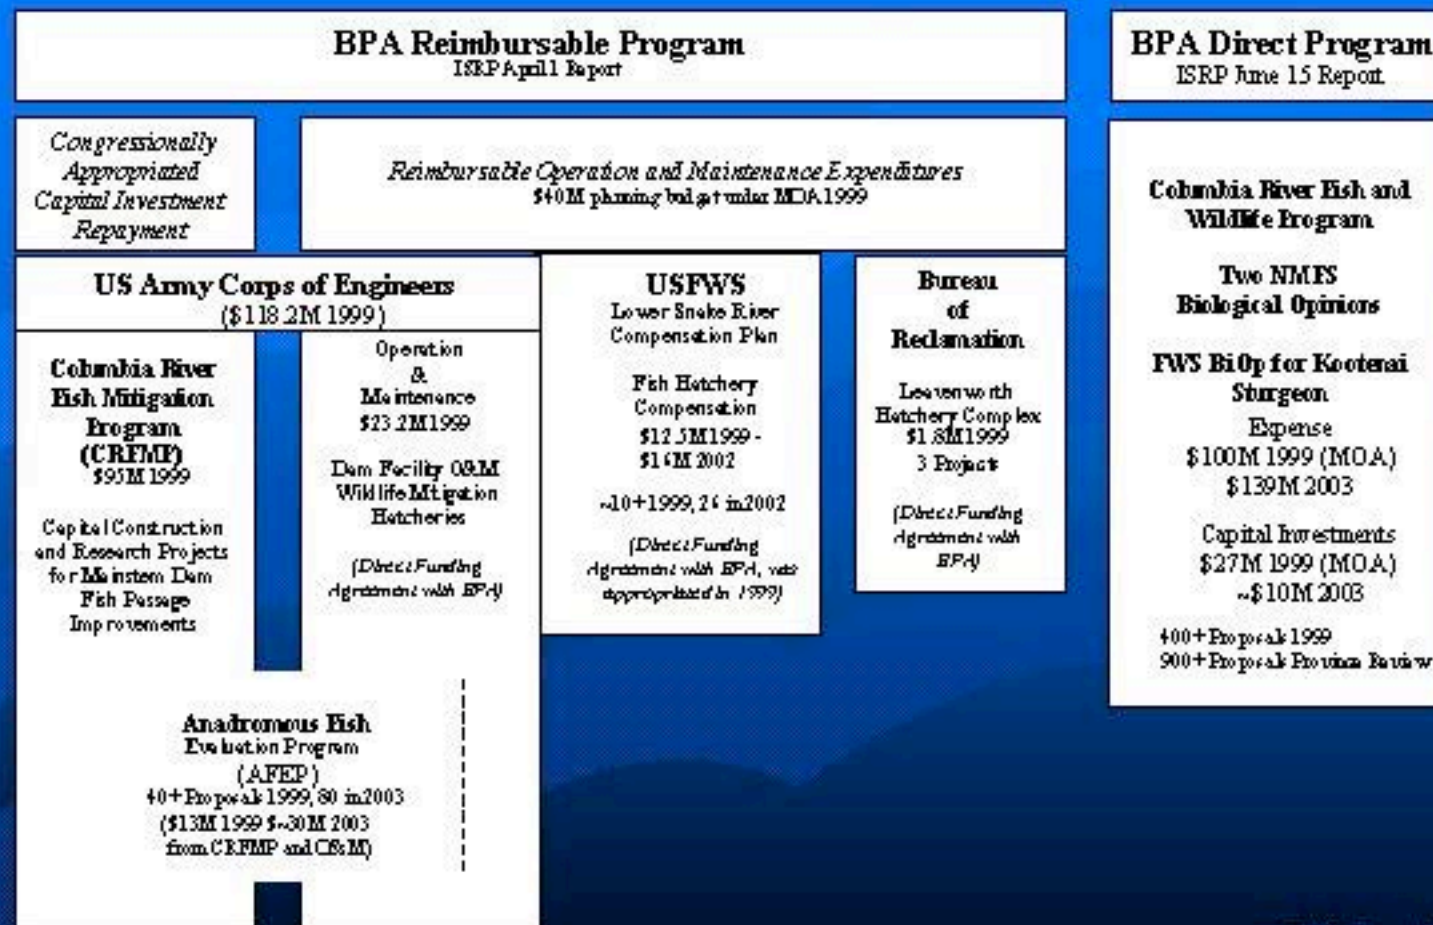 BPA Reimbursable Program
ISRP April 1 Report
BPA Direct Program
ISRP June 15 Report
Congressionally
Appropriated
Capital Investment
Repayment
Reimbursable Operation and Maintenance Expenditures
$40M planning budget under MOA 1999
US Army Corps of Engineers
($118.2M 1999)
Columbia River
Fish Mitigation
Program
(CRFMP)
$95M 1999
Capital Construction
and Research Projects
for Mainstem Dam
Fish Passage
Improvements
Operation
&
Maintenance
$23.2M 1999
Dam Facility O&M
Wildlife Mitigation
Hatcheries
(Direct Funding
Agreement with BPA)
Anadromous Fish
Evaluation Program
(AFEP)
40+ Proposals 1999, 80 in 2003
($13M 1999 $~30M 2003
from CRFMP and O&M)
USFWS
Lower Snake River
Compensation Plan
Fish Hatchery
Compensation
$12.5M 1999 -
$16M 2002
~10+ 1999, 26 in 2002
(Direct Funding
Agreement with BPA, was
appropriated in 1999)
Bureau
of
Reclamation
Leavenworth
Hatchery Complex
$1.8M 1999
3 Projects
(Direct Funding
Agreement with
BPA)
Columbia River Fish and
Wildlife Program
Two NMFS
Biological Opinions
FWS BiOp for Kootenai
Sturgeon
Expense
$100M 1999 (MOA)
$139M 2003
Capital Investments
$27M 1999 (MOA)
~$10M 2003
400+ Proposals 1999
900+ Proposals Province Review